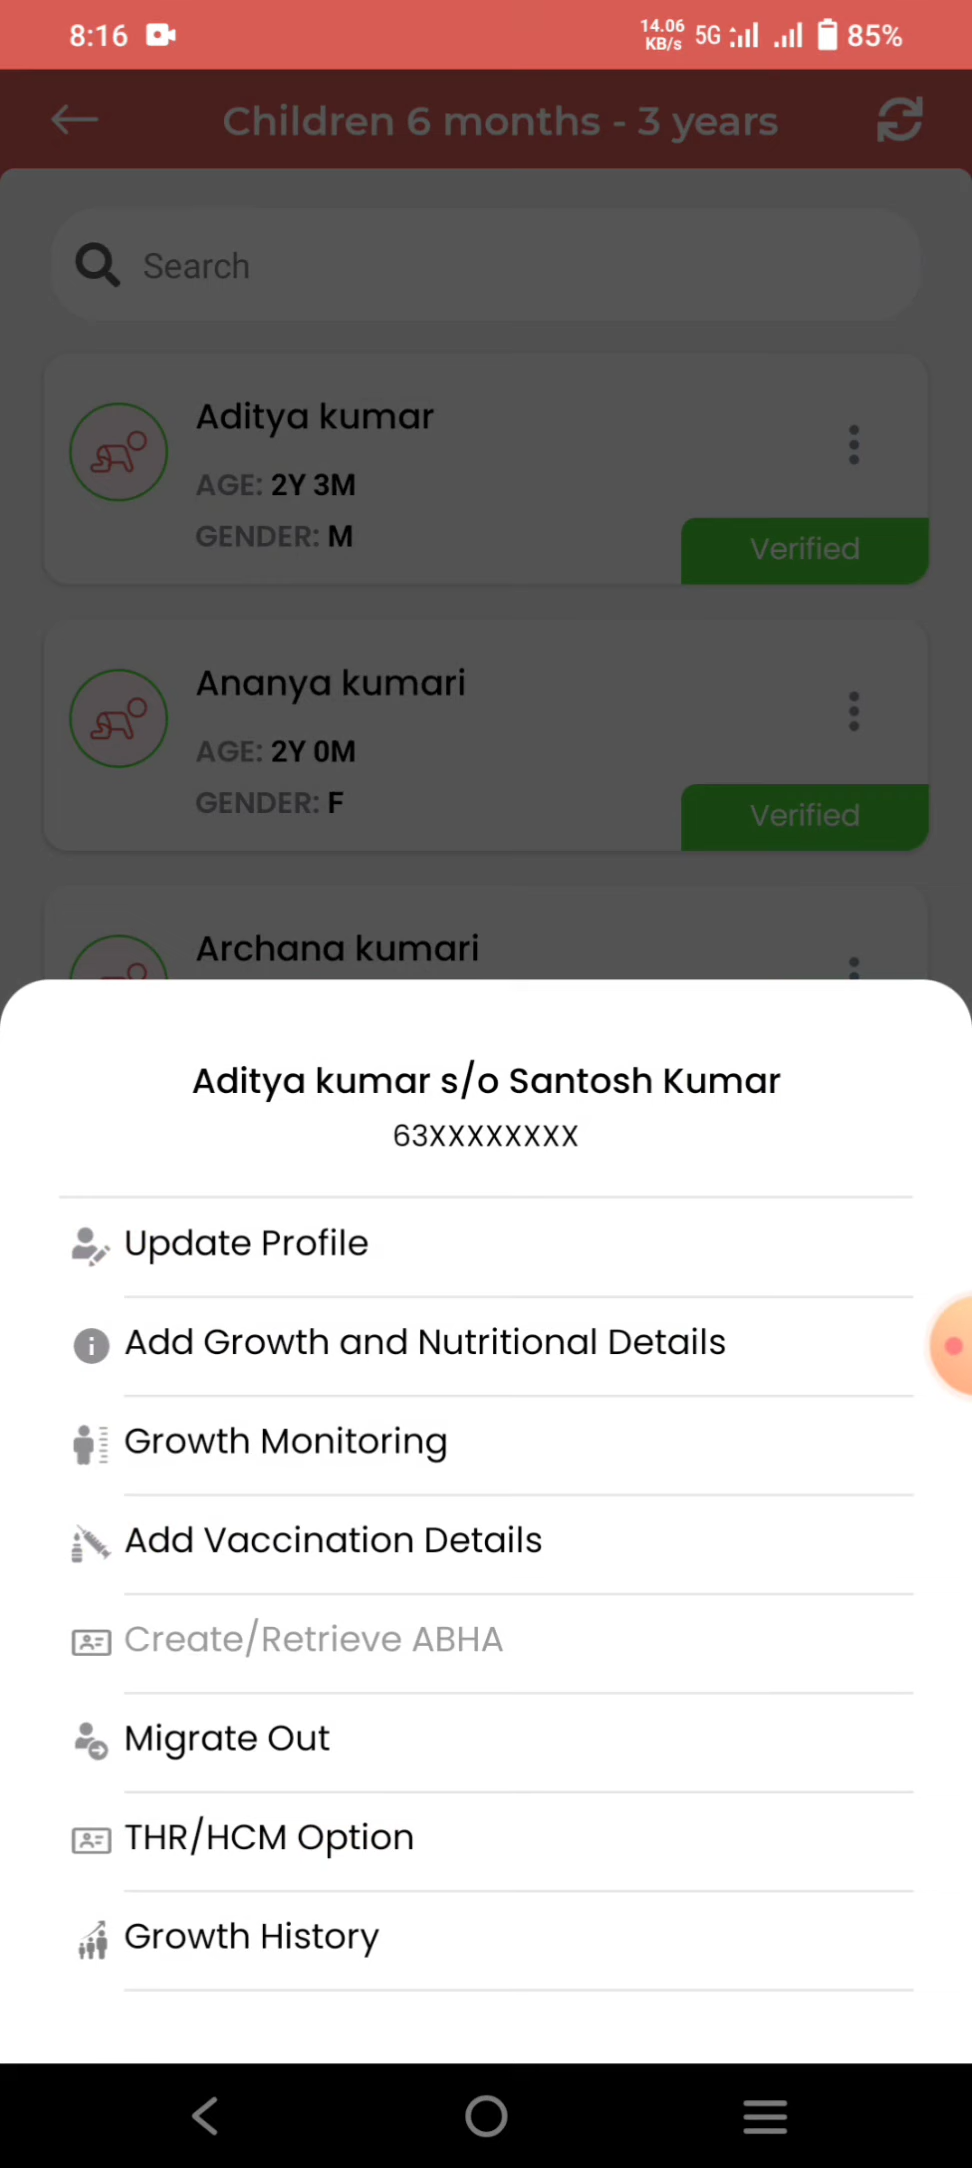 8:16
14.06
KB/s
5G
85%
Children 6 months - 3 years
Search
Aditya kumar
AGE: 2Y 3M
GENDER: M
Verified
Ananya kumari
AGE: 2Y 0M
GENDER: F
Verified
Archana kumari
Aditya kumar s/o Santosh Kumar
63XXXXXXXX
Update Profile
Add Growth and Nutritional Details
Growth Monitoring
Add Vaccination Details
Create/Retrieve ABHA
Migrate Out
THR/HCM Option
Growth History